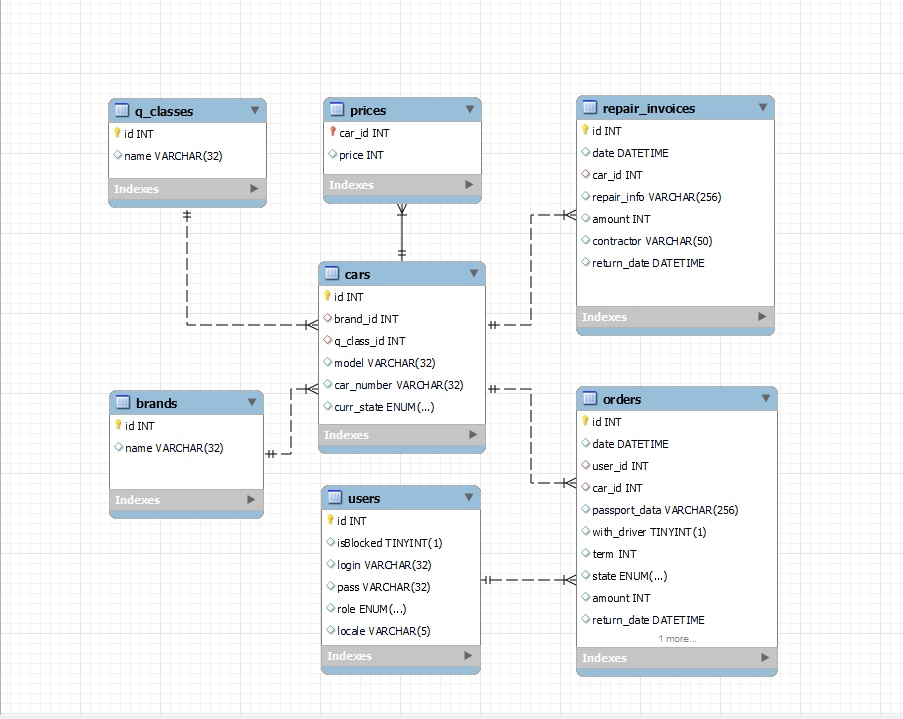 q_classes
id INT
name VARCHAR(32)
Indexes
prices
car_id INT
price INT
Indexes
repair_invoices
id INT
date DATETIME
car_id INT
repair_info VARCHAR(256)
amount INT
contractor VARCHAR(50)
return_date DATETIME
Indexes
cars
id INT
brand_id INT
q_class_id INT
model VARCHAR(32)
car_number VARCHAR(32)
curr_state ENUM(...)
Indexes
brands
id INT
name VARCHAR(32)
Indexes
users
id INT
isBlocked TINYINT(1)
login VARCHAR(32)
pass VARCHAR(32)
role ENUM(...)
locale VARCHAR(5)
Indexes
orders
id INT
date DATETIME
user_id INT
car_id INT
passport_data VARCHAR(256)
with_driver TINYINT(1)
term INT
state ENUM(...)
amount INT
return_date DATETIME
1 more...
Indexes